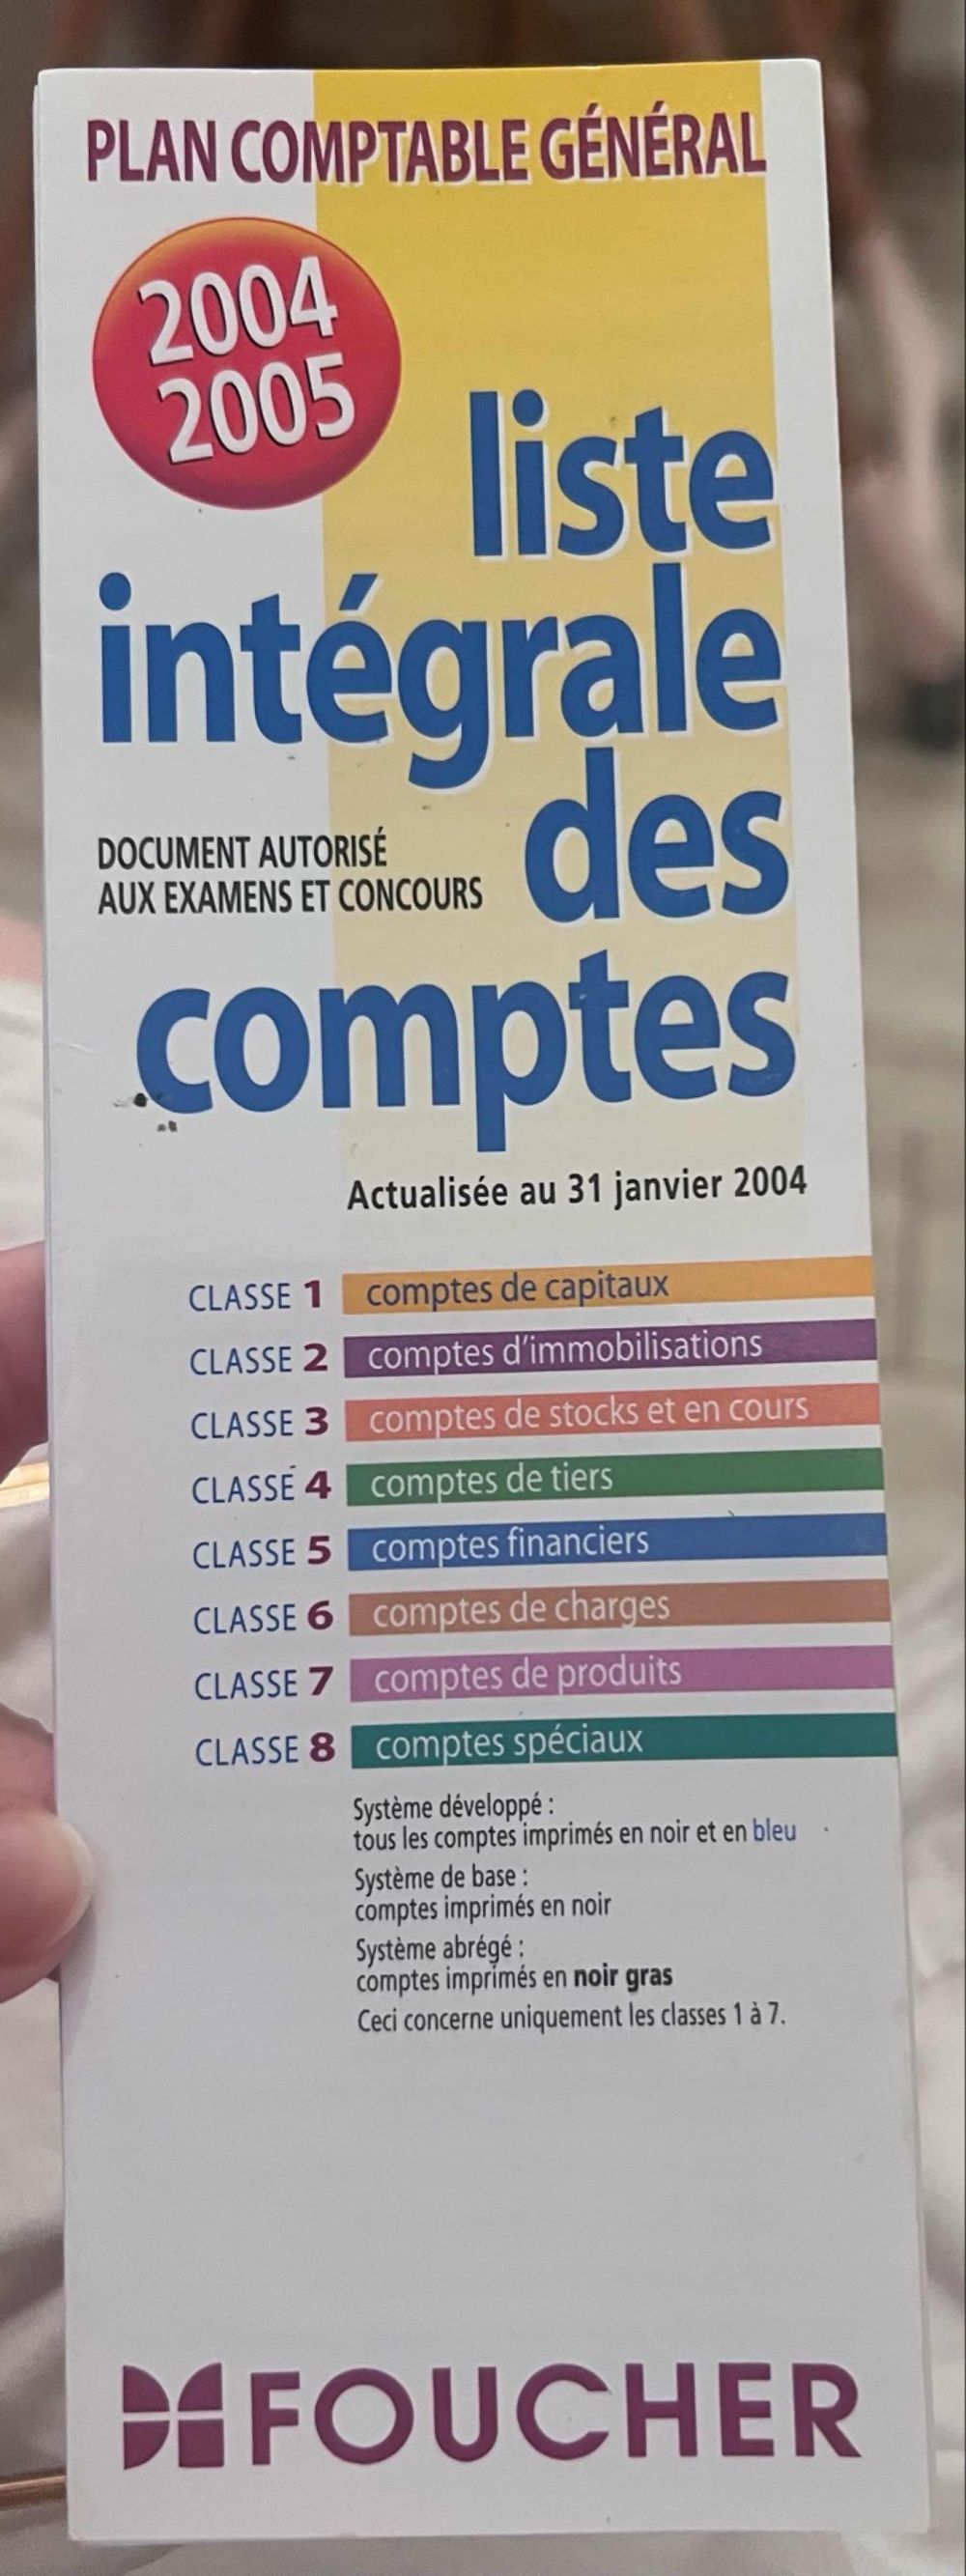 PLAN COMPTABLE GÉNÉRAL
2004
2005
liste
intégrale
des
DOCUMENT AUTORISÉ
AUX EXAMENS ET CONCOURS
comptes
Actualisée au 31 janvier 2004
CLASSE 1 comptes de capitaux
CLASSE 2 comptes d'immobilisations
CLASSE 3 comptes de stocks et en cours
CLASSE 4 comptes de tiers
CLASSE 5 comptes financiers
CLASSE 6 comptes de charges
CLASSE 7 comptes de produits
CLASSE 8 comptes spéciaux
Système développé :
tous les comptes imprimés en noir et en bleu
Système de base :
comptes imprimés en noir
Système abrégé :
comptes imprimés en noir gras
Ceci concerne uniquement les classes 1 à 7.
FOUCHER